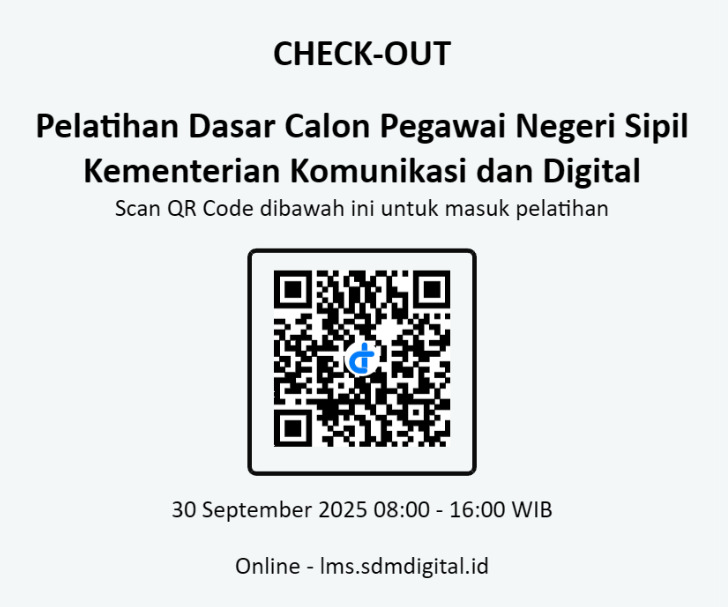 CHECK-OUT
Pelatihan Dasar Calon Pegawai Negeri Sipil
Kementerian Komunikasi dan Digital
Scan QR Code dibawah ini untuk masuk pelatihan
30 September 2025 08:00 - 16:00 WIB
Online - lms.sdmdigital.id